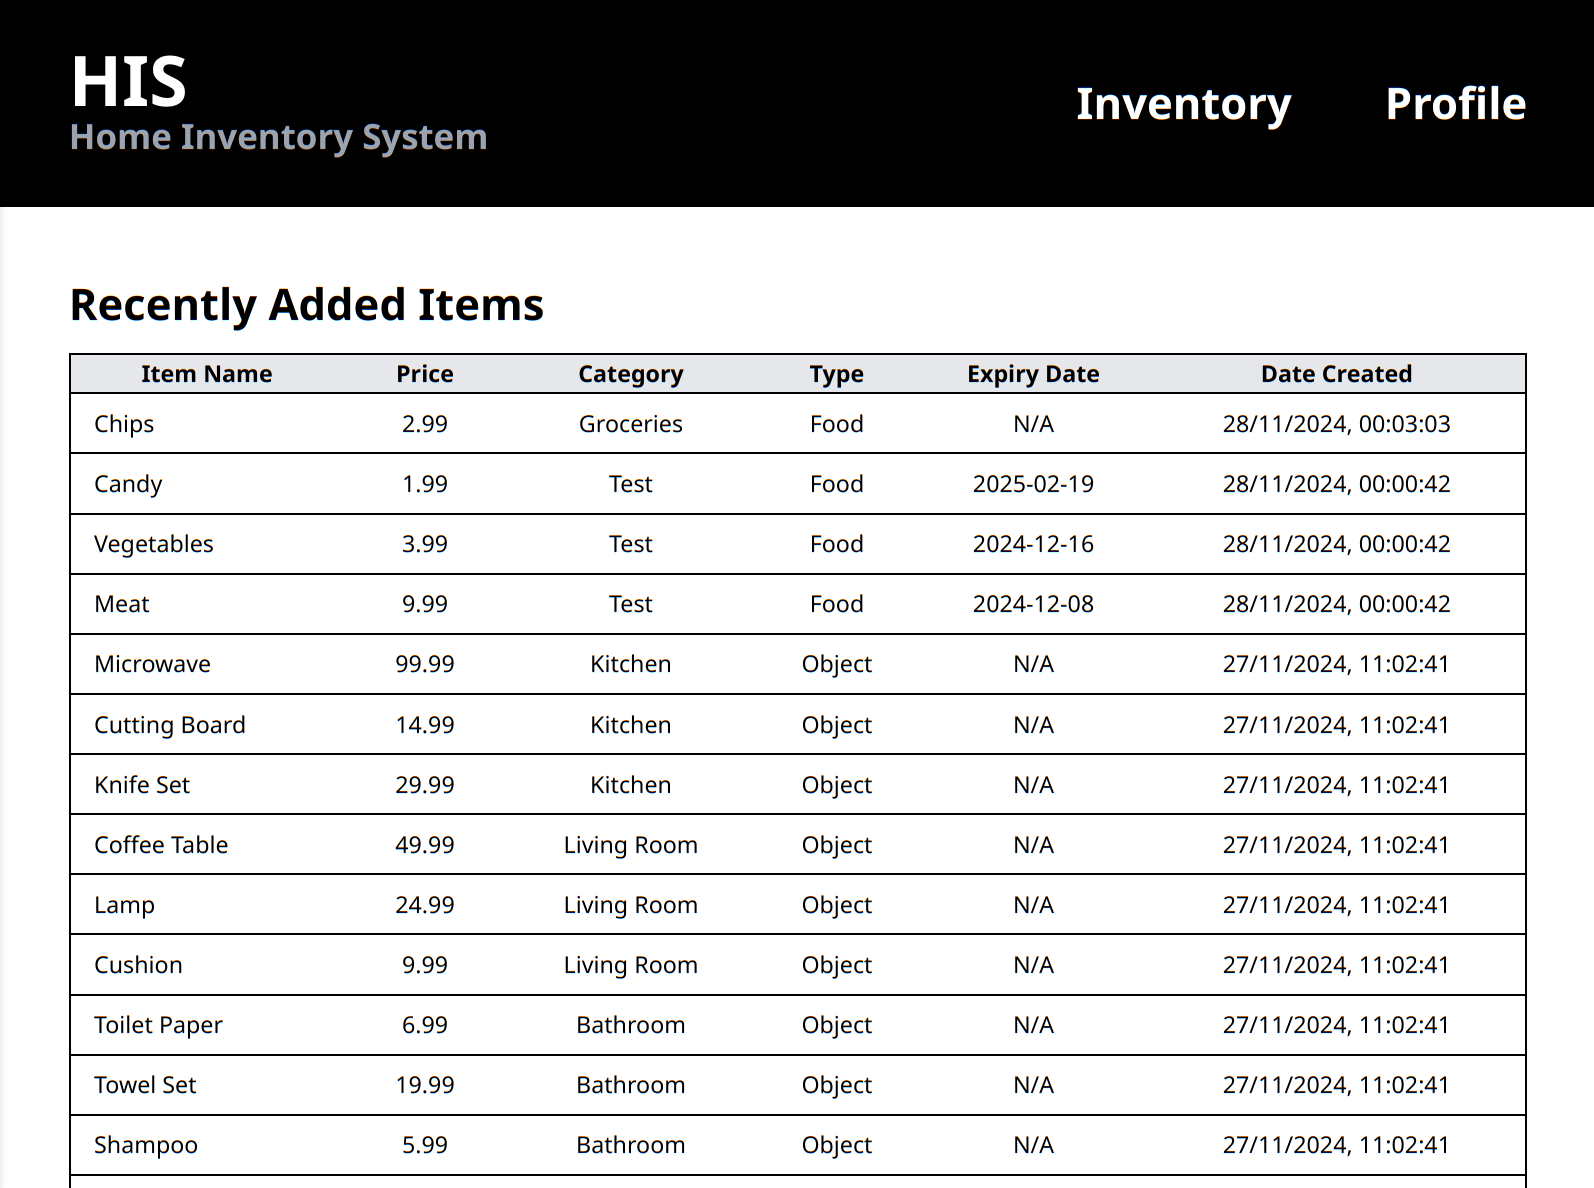 HIS
Home Inventory System
Inventory Profile
Recently Added Items
Item Name Price Category Type Expiry Date Date Created
Chips 2.99 Groceries Food N/A 28/11/2024, 00:03:03
Candy 1.99 Test Food 2025-02-19 28/11/2024, 00:00:42
Vegetables 3.99 Test Food 2024-12-16 28/11/2024, 00:00:42
Meat 9.99 Test Food 2024-12-08 28/11/2024, 00:00:42
Microwave 99.99 Kitchen Object N/A 27/11/2024, 11:02:41
Cutting Board 14.99 Kitchen Object N/A 27/11/2024, 11:02:41
Knife Set 29.99 Kitchen Object N/A 27/11/2024, 11:02:41
Coffee Table 49.99 Living Room Object N/A 27/11/2024, 11:02:41
Lamp 24.99 Living Room Object N/A 27/11/2024, 11:02:41
Cushion 9.99 Living Room Object N/A 27/11/2024, 11:02:41
Toilet Paper 6.99 Bathroom Object N/A 27/11/2024, 11:02:41
Towel Set 19.99 Bathroom Object N/A 27/11/2024, 11:02:41
Shampoo 5.99 Bathroom Object N/A 27/11/2024, 11:02:41